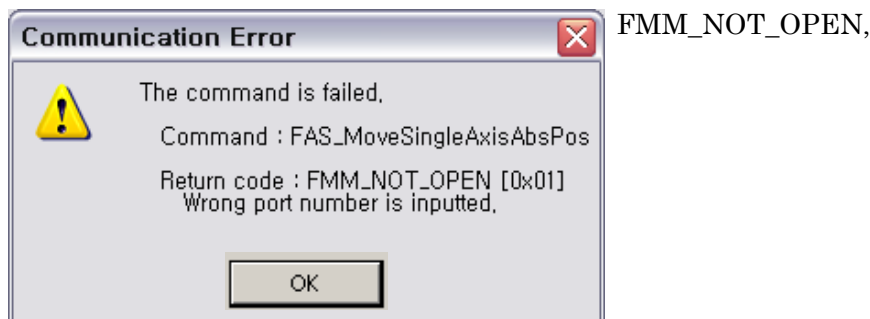 Communication Error
FMM_NOT_OPEN,
The command is failed,
Command : FAS_MoveSingleAxisAbsPos
Return code : FMM_NOT_OPEN [0x01]
Wrong port number is inputted,
OK